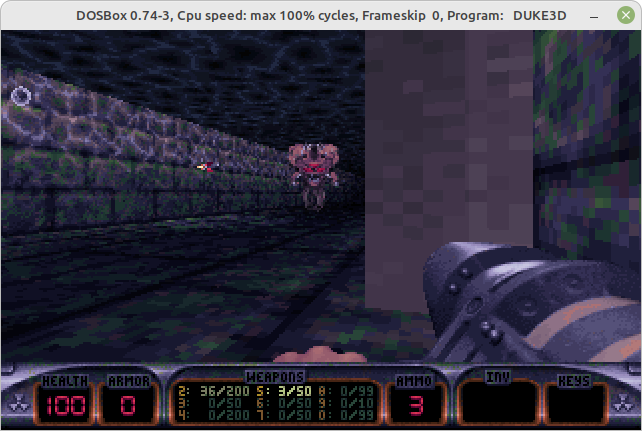 DOSBox 0.74-3, Cpu speed: max 100% cycles, Frameskip 0, Program: DUKE3D
HEALTH ARMOR WEAPONS AMMO INV KEYS
2: 36/200 5: 3/50 8: 0/99
3: 0/50 6: 0/50 9: 0/10
4: 0/200 7: 0/50 0: 0/99
100 0 3